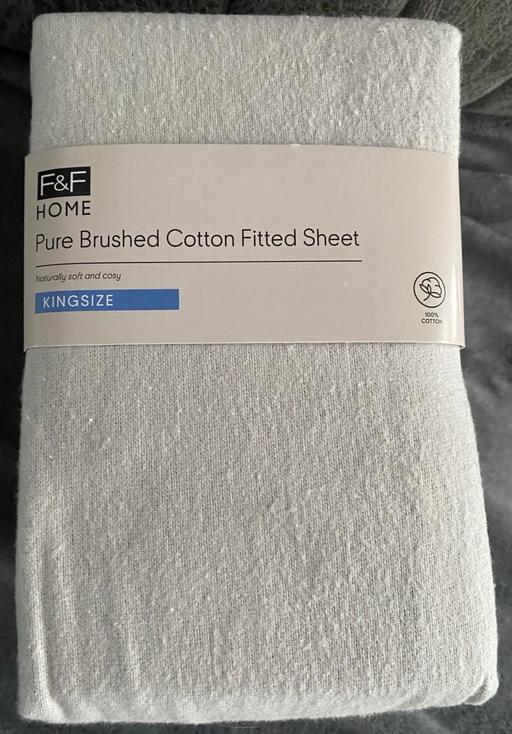 F&F
HOME
Pure Brushed Cotton Fitted Sheet
Naturally soft and cosy
KINGSIZE
100%
COTTON